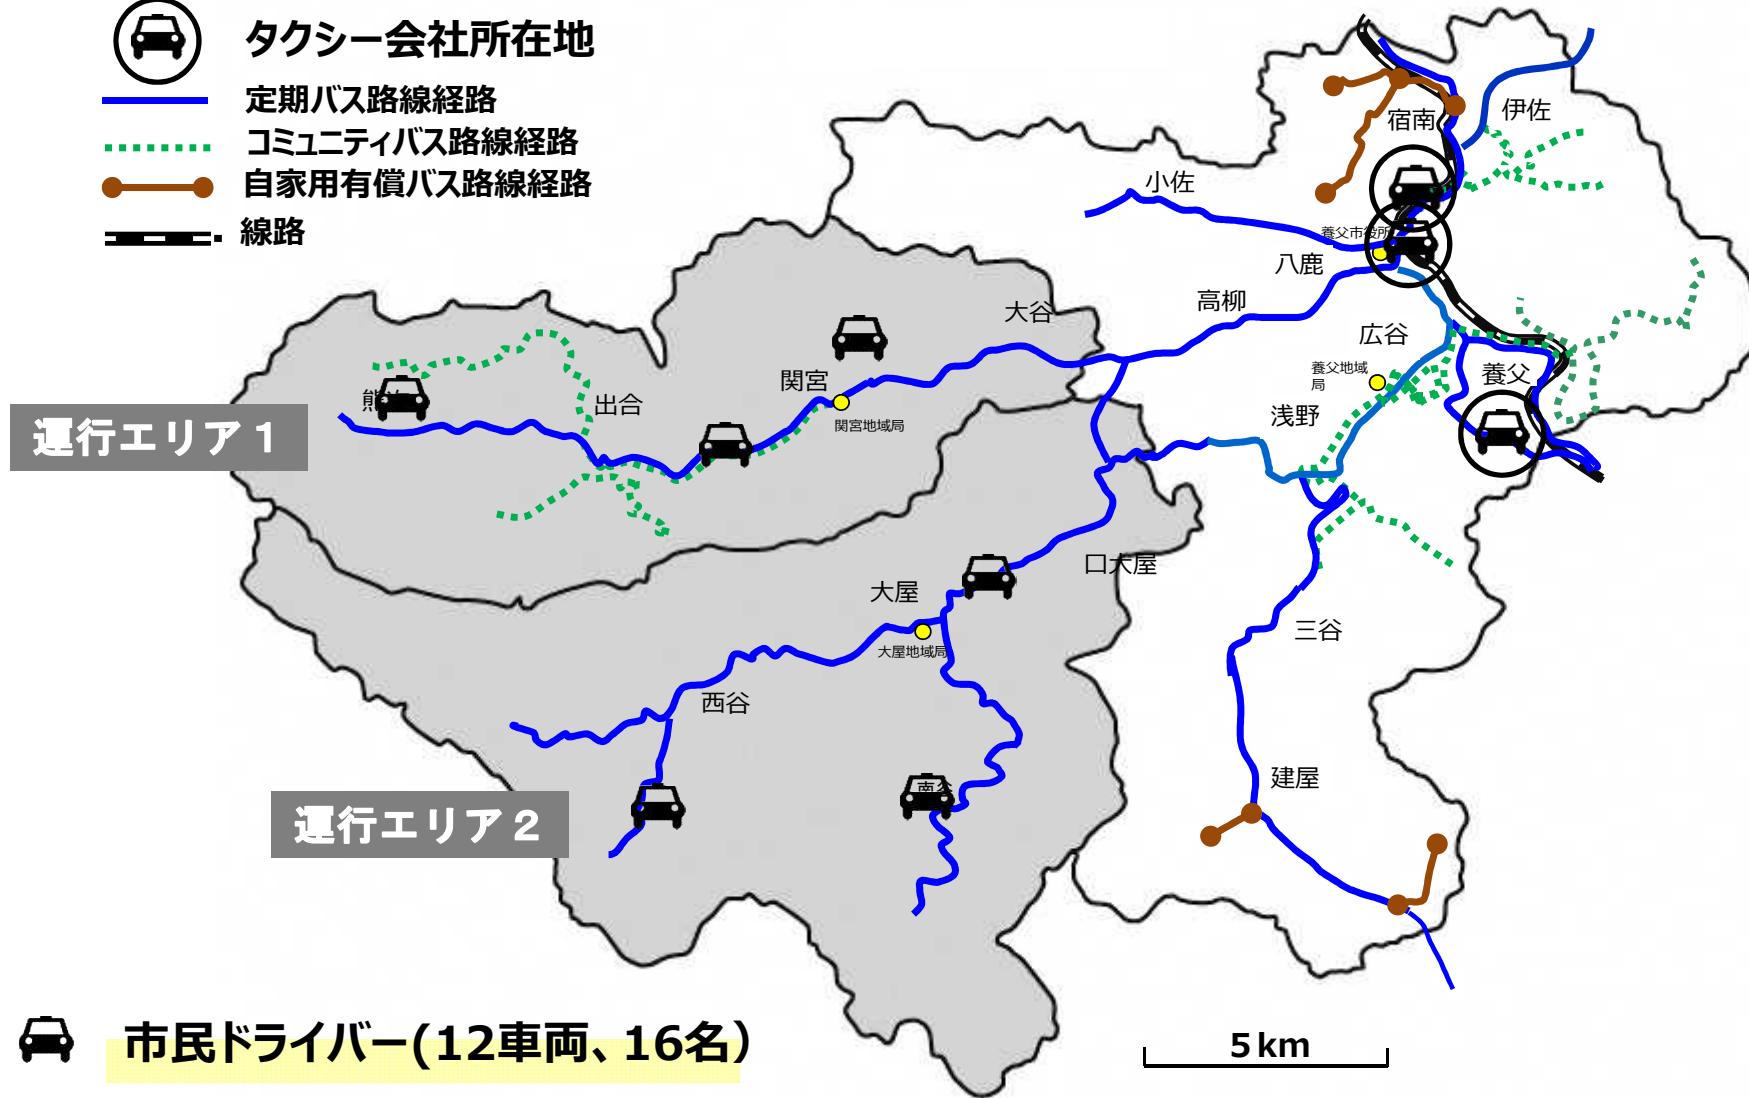 タクシー会社所在地
定期バス路線経路
コミュニティバス路線経路
自家用有償バス路線経路
線路
宿南
伊佐
小佐
養父市役所
八鹿
高柳
大谷
広谷
養父地域
局
養父
関宮
関宮地域局
浅野
出合
熊
運行エリア１
口大屋
大屋
大屋地域局
三谷
西谷
建屋
南谷
運行エリア２
市民ドライバー(12車両、16名)
5km